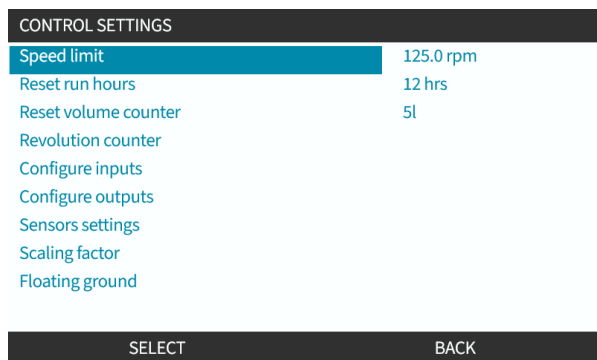 CONTROL SETTINGS
Speed limit 125.0 rpm
Reset run hours 12 hrs
Reset volume counter 5l
Revolution counter
Configure inputs
Configure outputs
Sensors settings
Scaling factor
Floating ground
SELECT BACK